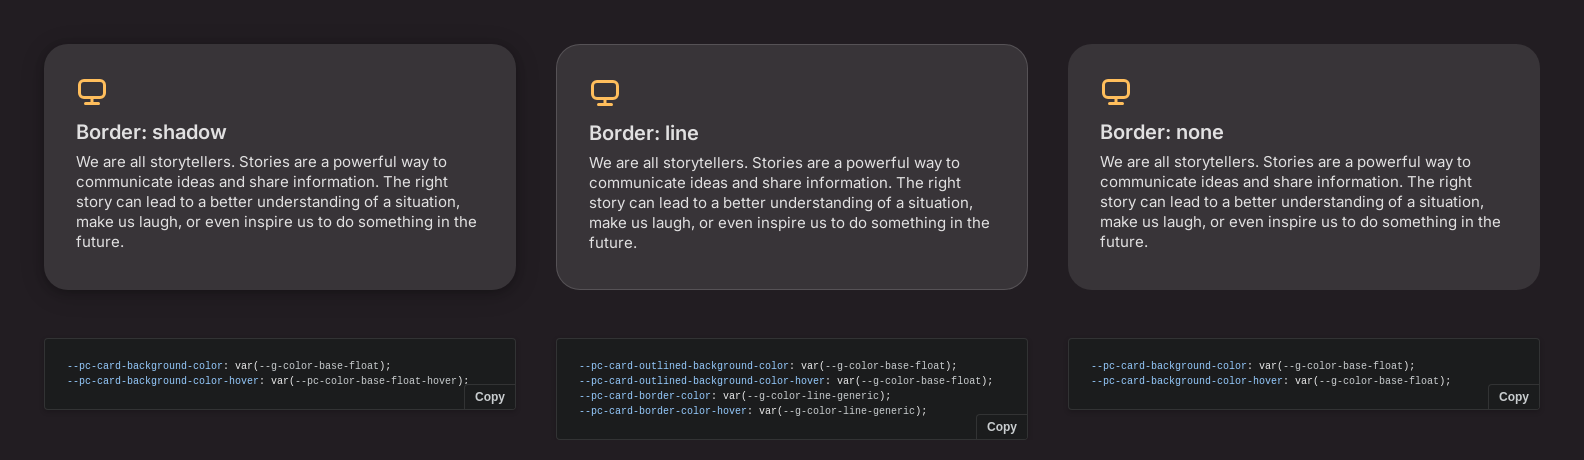 Border: shadow
We are all storytellers. Stories are a powerful way to
communicate ideas and share information. The right
story can lead to a better understanding of a situation,
make us laugh, or even inspire us to do something in the
future.
Border: line
We are all storytellers. Stories are a powerful way to
communicate ideas and share information. The right
story can lead to a better understanding of a situation,
make us laugh, or even inspire us to do something in the
future.
Border: none
We are all storytellers. Stories are a powerful way to
communicate ideas and share information. The right
story can lead to a better understanding of a situation,
make us laugh, or even inspire us to do something in the
future.
--pc-card-background-color: var(--g-color-base-float);
--pc-card-background-color-hover: var(--pc-color-base-float-hover);
Copy
--pc-card-outlined-background-color: var(--g-color-base-float);
--pc-card-outlined-background-color-hover: var(--g-color-base-float);
--pc-card-border-color: var(--g-color-line-generic);
--pc-card-border-color-hover: var(--g-color-line-generic);
Copy
--pc-card-background-color: var(--g-color-base-float);
--pc-card-background-color-hover: var(--g-color-base-float);
Copy